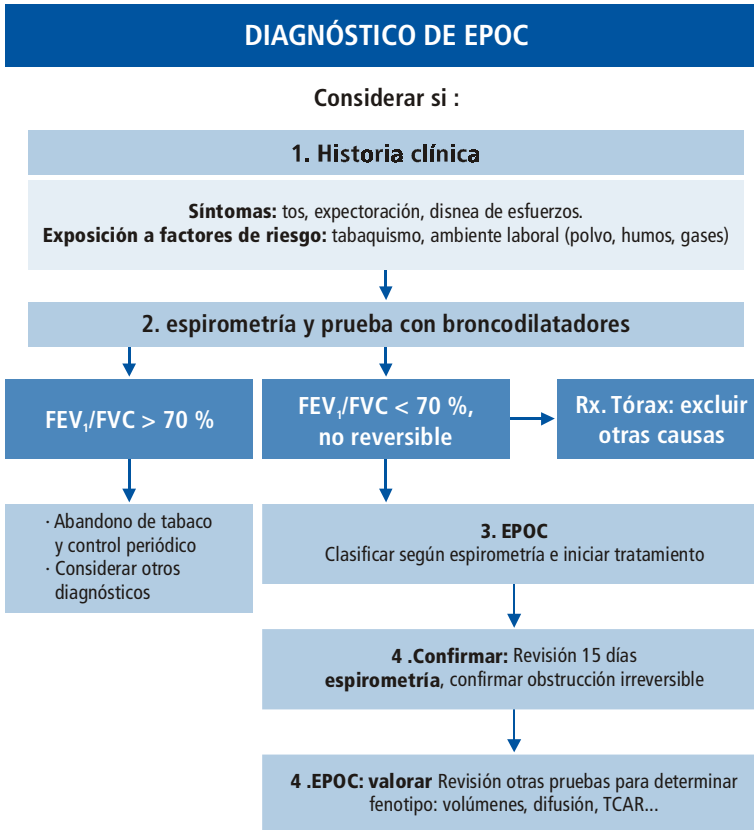 DIAGNÓSTICO DE EPOC
Considerar si :
1. Historia clínica
Síntomas: tos, expectoración, disnea de esfuerzos.
Exposición a factores de riesgo: tabaquismo, ambiente laboral (polvo, humos, gases)
2. espirometría y prueba con broncodilatadores
FEV₁/FVC > 70 %
FEV₁/FVC < 70 %,
no reversible
Rx. Tórax: excluir
otras causas
· Abandono de tabaco
y control periódico
· Considerar otros
diagnósticos
3. EPOC
Clasificar según espirometría e iniciar tratamiento
4 .Confirmar: Revisión 15 días
espirometría, confirmar obstrucción irreversible
4 .EPOC: valorar Revisión otras pruebas para determinar
fenotipo: volúmenes, difusión, TCAR...